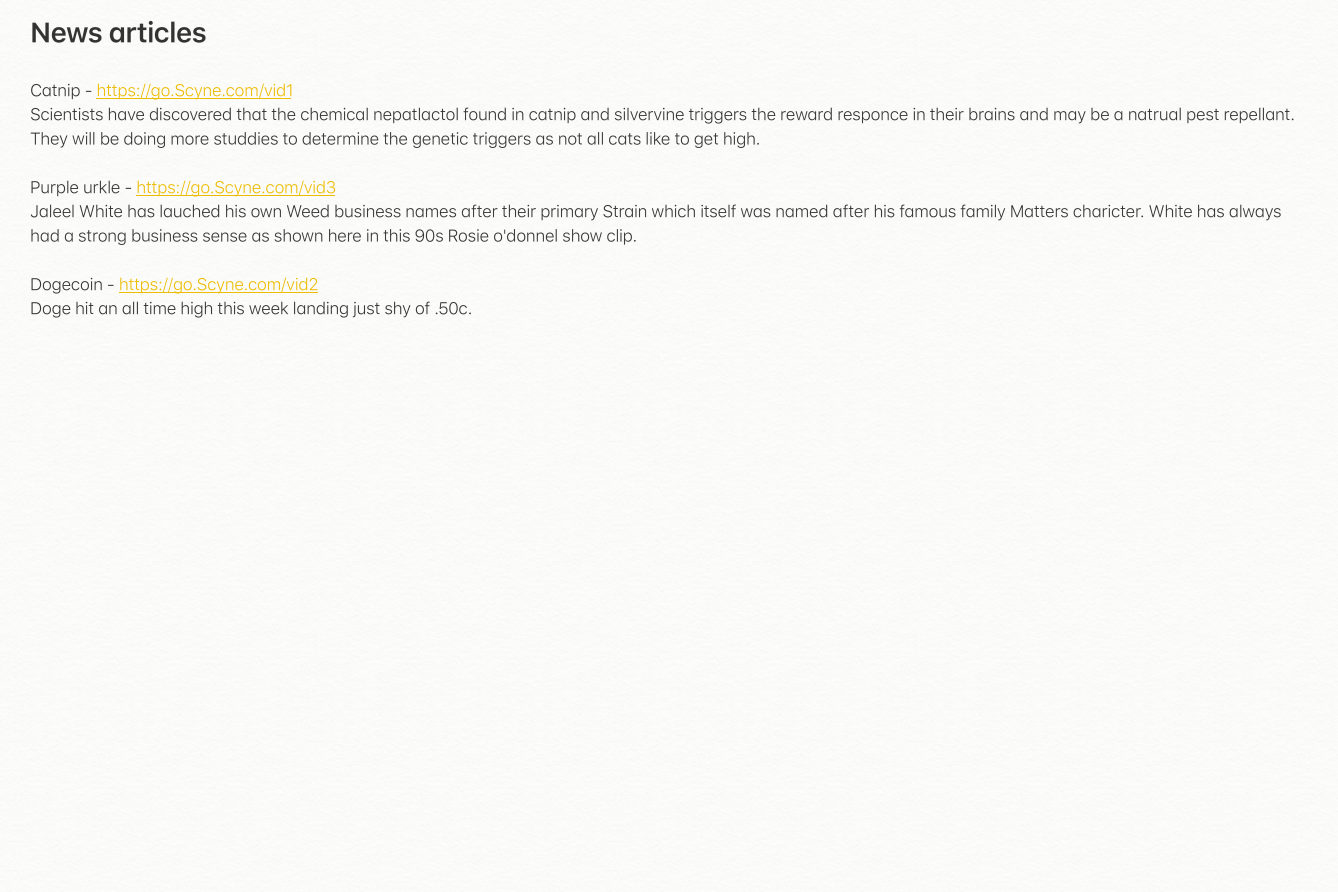 News articles
Catnip - https://go.Scyne.com/vid1
Scientists have discovered that the chemical nepatlactol found in catnip and silvervine triggers the reward responce in their brains and may be a natrual pest repellant.
They will be doing more studdies to determine the genetic triggers as not all cats like to get high.
Purple urkle - https://go.Scyne.com/vid3
Jaleel White has lauched his own Weed business names after their primary Strain which itself was named after his famous family Matters charicter. White has always
had a strong business sense as shown here in this 90s Rosie o'donnel show clip.
Dogecoin - https://go.Scyne.com/vid2
Doge hit an all time high this week landing just shy of .50c.